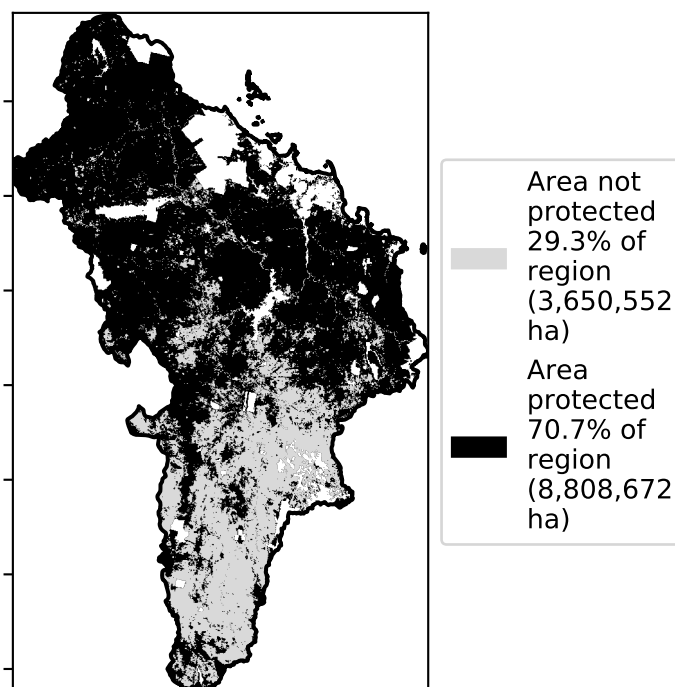 Area not
protected
29.3% of
region
(3,650,552
ha)
Area
protected
70.7% of
region
(8,808,672
ha)